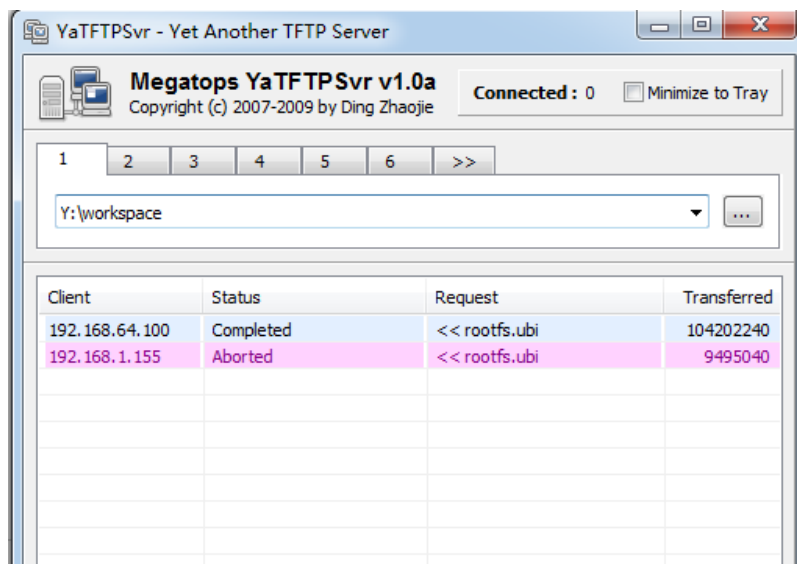 YaTFTPSvr - Yet Another TFTP Server
Megatops YaTFTPSvr v1.0a
Copyright (c) 2007-2009 by Ding Zhaojie
Connected : 0
Minimize to Tray
1 2 3 4 5 6 >>
Y:\workspace
...
Client Status Request Transferred
192.168.64.100 Completed << rootfs.ubi 104202240
192.168.1.155 Aborted << rootfs.ubi 9495040